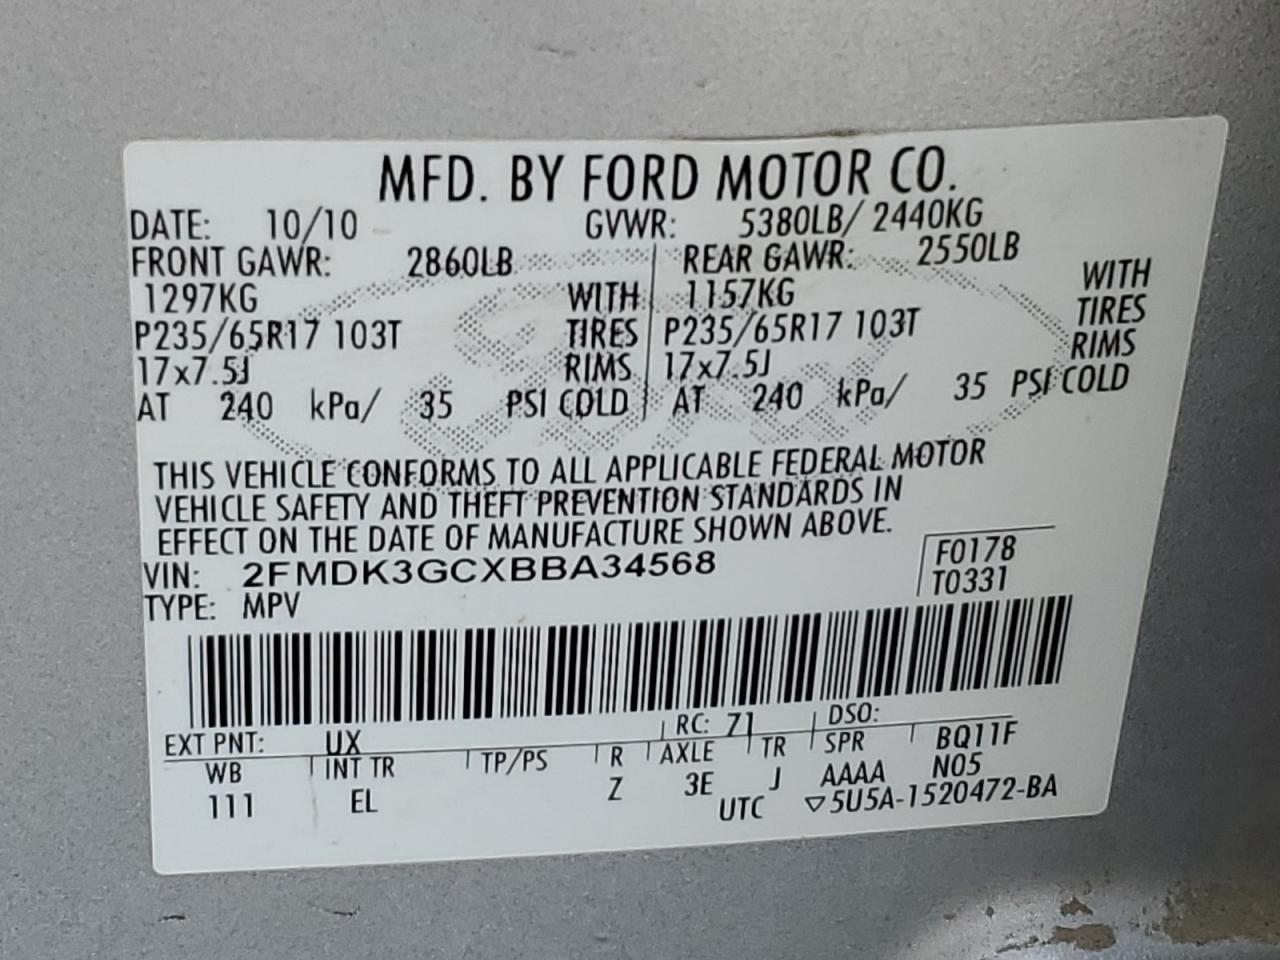 MFD. BY FORD MOTOR CO.
DATE: 10/10 GVWR: 5380LB/ 2440KG
FRONT GAWR: 2860LB REAR GAWR: 2550LB
1297KG WITH 1157KG WITH
P235/65R17 103T TIRES P235/65R17 103T TIRES
17x7.5J RIMS 17x7.5J RIMS
AT 240 kPa/ 35 PSI COLD AT 240 kPa/ 35 PSI COLD
THIS VEHICLE CONFORMS TO ALL APPLICABLE FEDERAL MOTOR
VEHICLE SAFETY AND THEFT PREVENTION STANDARDS IN
EFFECT ON THE DATE OF MANUFACTURE SHOWN ABOVE.
VIN: 2FMDK3GCXBBA34568 F0178
TYPE: MPV T0331
EXT PNT: UX RC: 71 DSO:
WB INT TR TP/PS R AXLE TR SPR BQ11F
111 EL Z 3E J AAAA N05
UTC ▽5U5A-1520472-BA